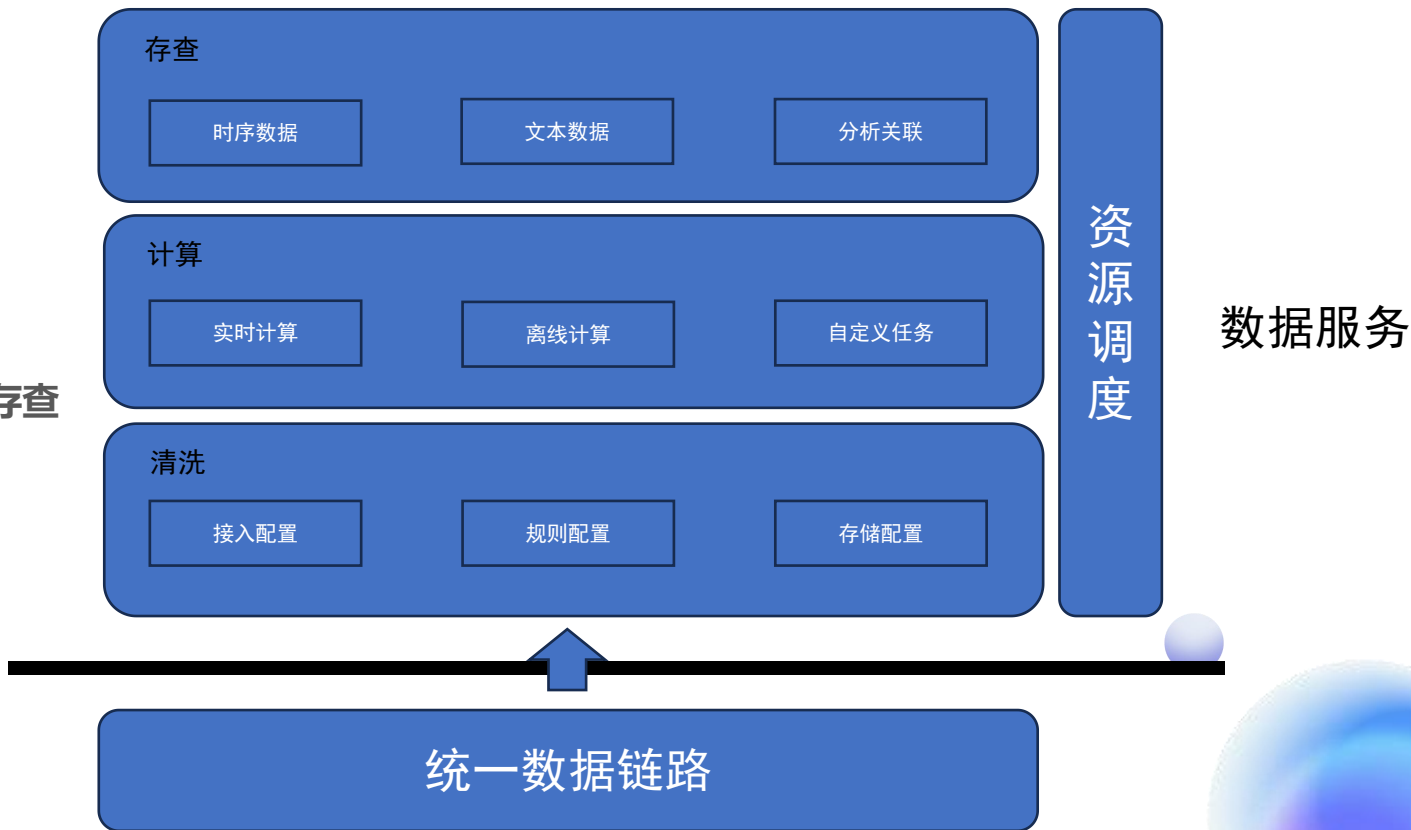 存查
时序数据
文本数据
分析关联
计算
实时计算
离线计算
自定义任务
存查
清洗
接入配置
规则配置
存储配置
资源调度
数据服务
统一数据链路